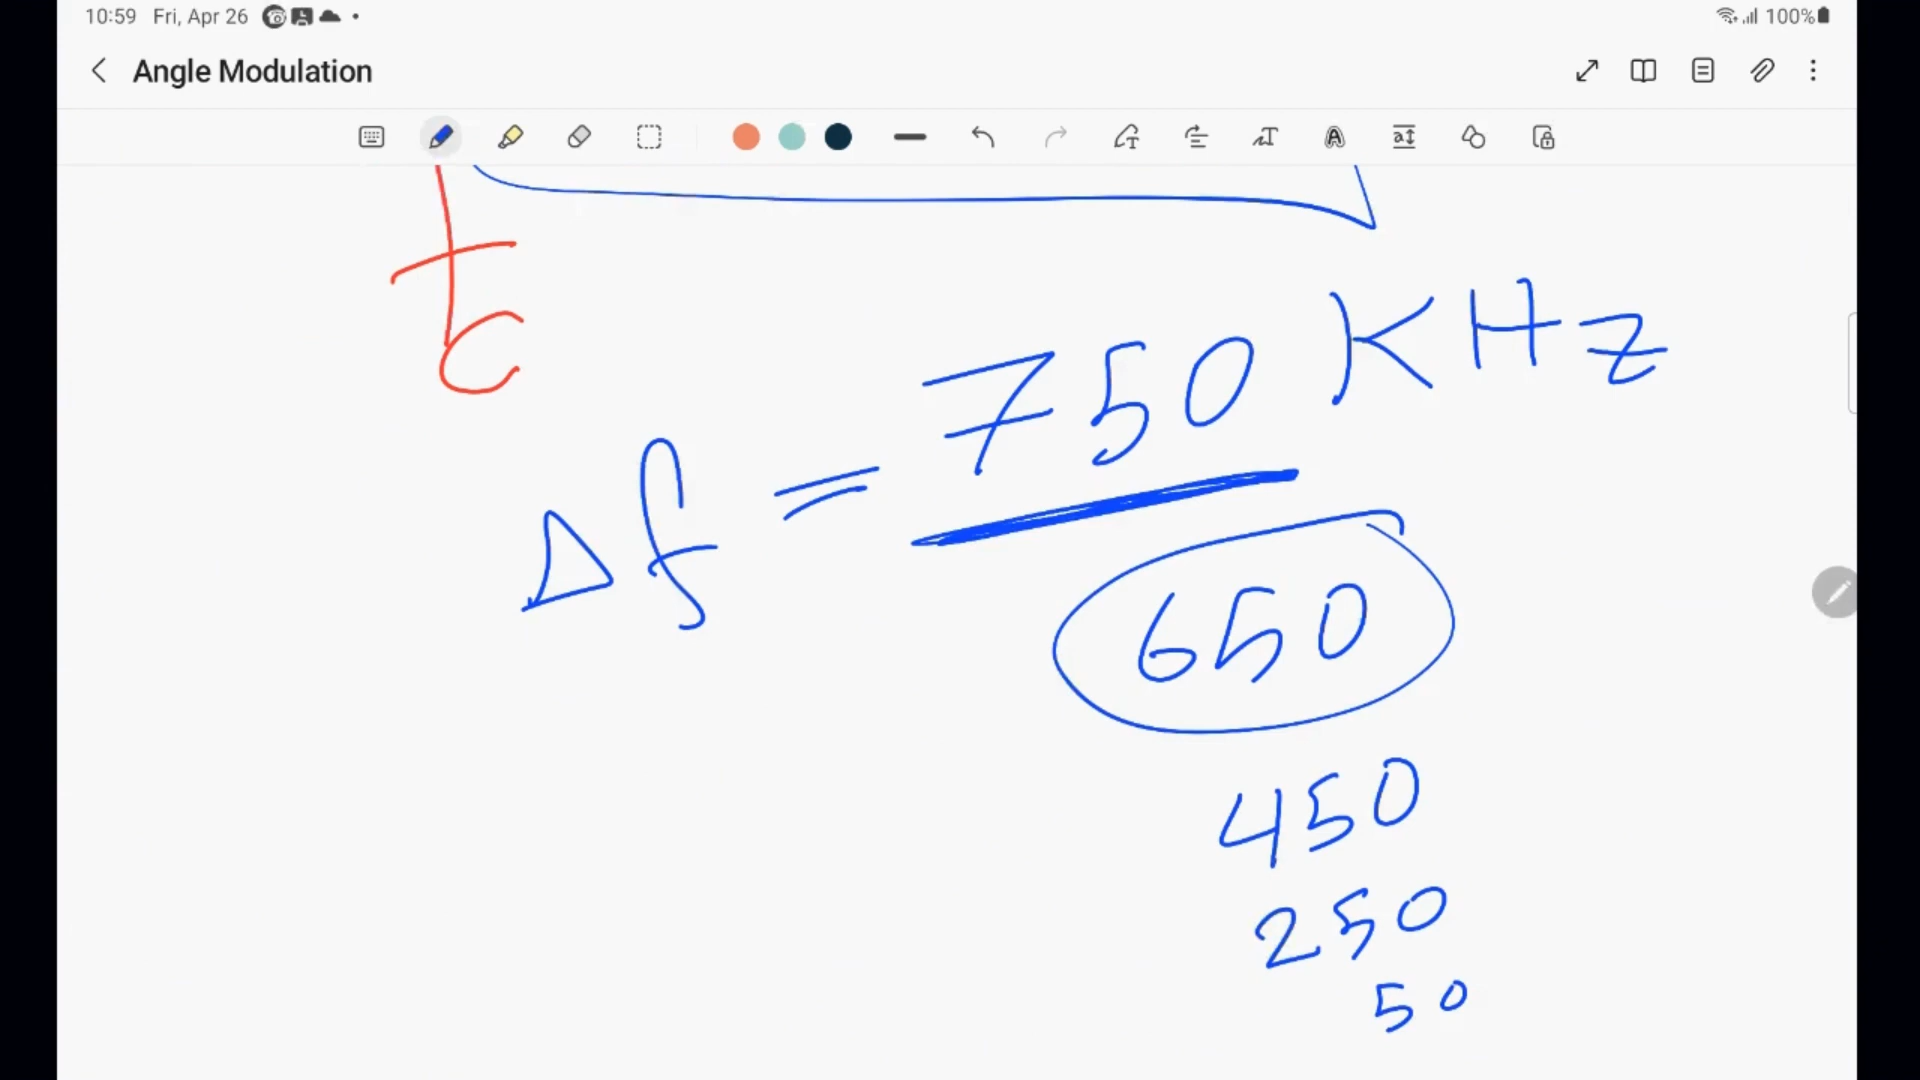 10:59 Fri, Apr 26
100%
Angle Modulation
fc
Δf = 750 KHz
650
450
250
50